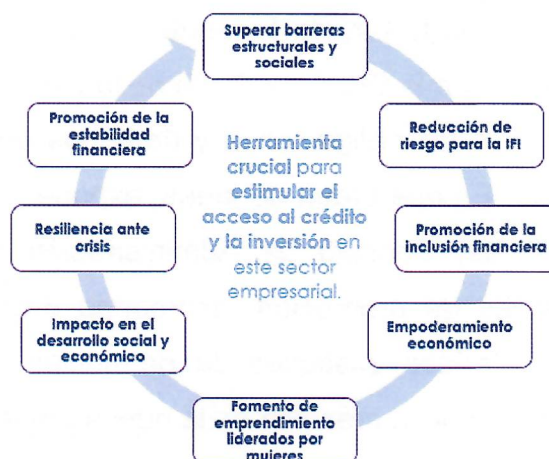 Superar barreras
estructurales y
sociales
Reducción de
riesgo para la IFI
Promoción de la
inclusión financiera
Empoderamiento
económico
Fomento de
emprendimiento
liderados por
mujeres
Impacto en el
desarrollo social y
económico
Resiliencia ante
crisis
Promoción de la
estabilidad
financiera
Herramienta
crucial para
estimular el
acceso al crédito
y la inversión en
este sector
empresarial.